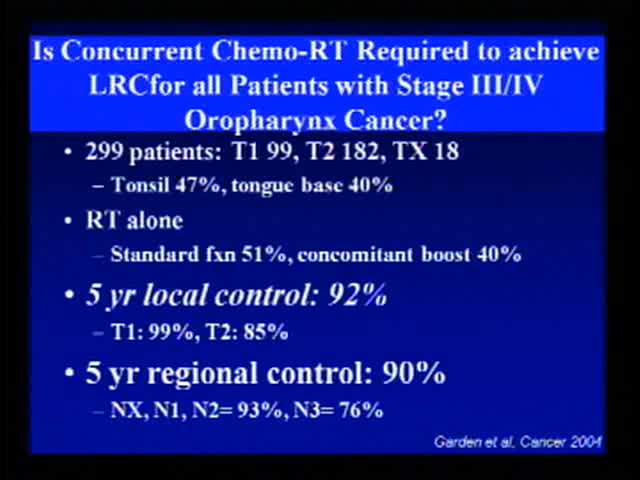 Is Concurrent Chemo-RT Required to achieve
LRCfor all Patients with Stage III/IV
Oropharynx Cancer?
• 299 patients: T1 99, T2 182, TX 18
– Tonsil 47%, tongue base 40%
• RT alone
– Standard fxn 51%, concomitant boost 40%
• 5 yr local control: 92%
– T1: 99%, T2: 85%
• 5 yr regional control: 90%
– NX, N1, N2= 93%, N3= 76%
Garden et al, Cancer 2004